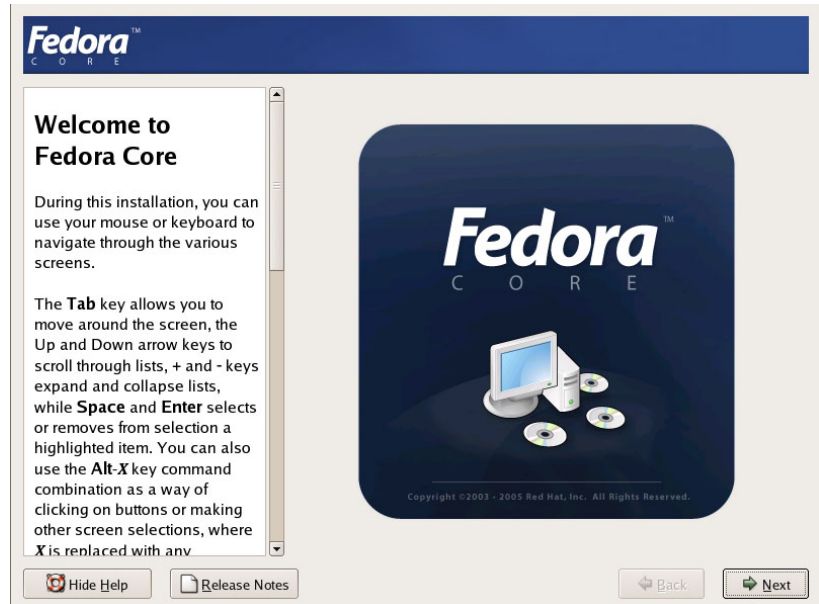 Fedora™
CORE
Welcome to
Fedora Core
During this installation, you can
use your mouse or keyboard to
navigate through the various
screens.
The Tab key allows you to
move around the screen, the
Up and Down arrow keys to
scroll through lists, + and - keys
expand and collapse lists,
while Space and Enter selects
or removes from selection a
highlighted item. You can also
use the Alt-X key command
combination as a way of
clicking on buttons or making
other screen selections, where
X is replaced with any
Fedora™
CORE
Copyright ©2003 - 2005 Red Hat, Inc. All Rights Reserved.
Hide Help
Release Notes
Back
Next